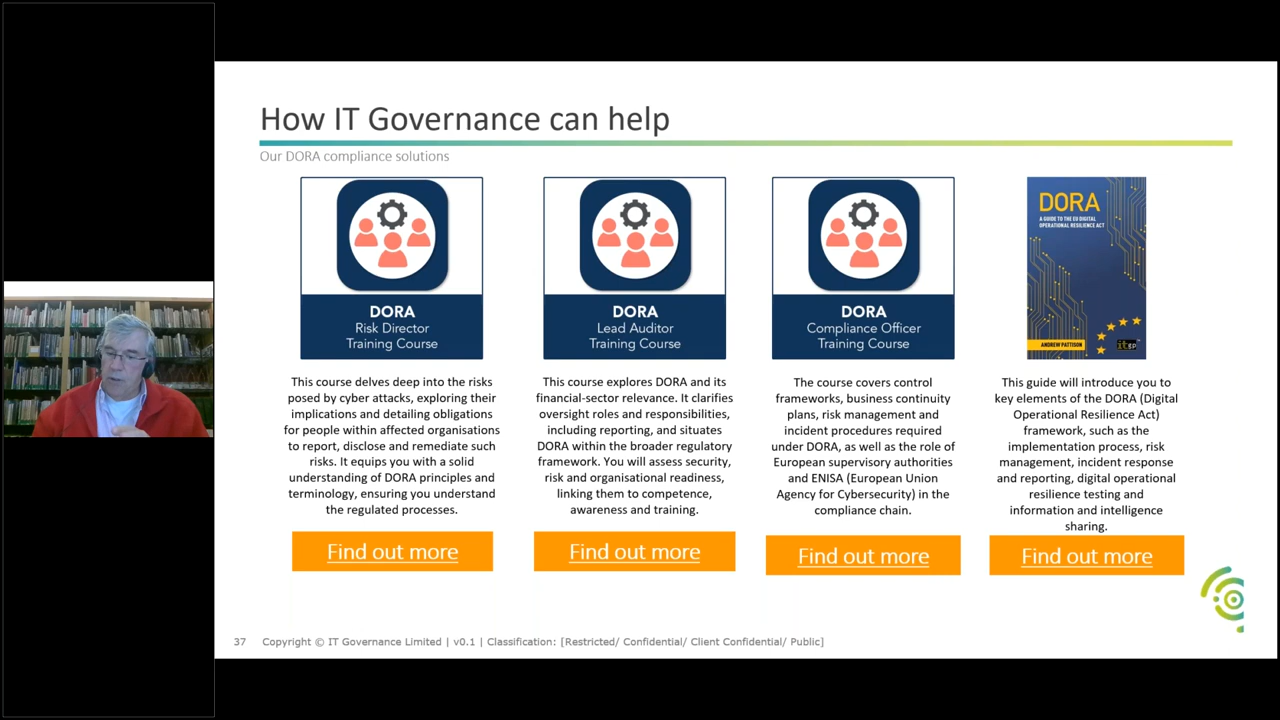 How IT Governance can help
Our DORA compliance solutions
DORA
Risk Director
Training Course
This course delves deep into the risks
posed by cyber attacks, exploring their
implications and detailing obligations
for people within affected organisations
to report, disclose and remediate such
risks. It equips you with a solid
understanding of DORA principles and
terminology, ensuring you understand
the regulated processes.
Find out more
DORA
Lead Auditor
Training Course
This course explores DORA and its
financial-sector relevance. It clarifies
oversight roles and responsibilities,
including reporting, and situates
DORA within the broader regulatory
framework. You will assess security,
risk and organisational readiness,
linking them to competence,
awareness and training.
Find out more
DORA
Compliance Officer
Training Course
The course covers control
frameworks, business continuity
plans, risk management and
incident procedures required
under DORA, as well as the role of
European supervisory authorities
and ENISA (European Union
Agency for Cybersecurity) in the
compliance chain.
Find out more
DORA
A GUIDE TO THE EU DIGITAL
OPERATIONAL RESILIENCE ACT
ANDREW PATTISON
itgp
This guide will introduce you to
key elements of the DORA (Digital
Operational Resilience Act)
framework, such as the
implementation process, risk
management, incident response
and reporting, digital operational
resilience testing and
information and intelligence
sharing.
Find out more
37 Copyright © IT Governance Limited | v0.1 | Classification: [Restricted/ Confidential/ Client Confidential/ Public]